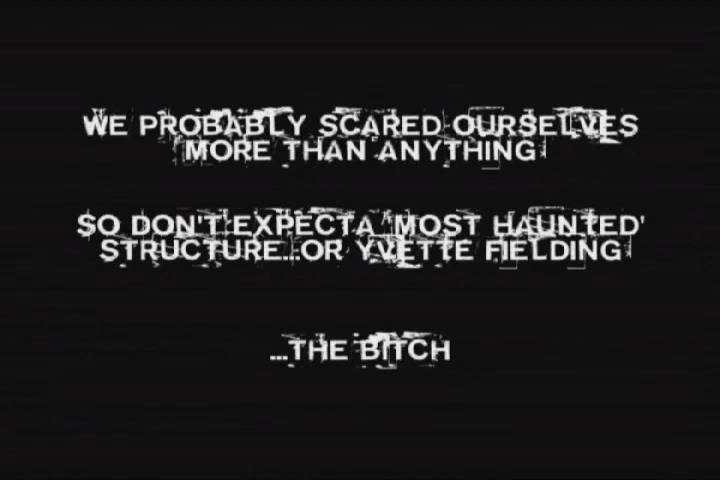 WE PROBABLY SCARED OURSELVES
MORE THAN ANYTHING
SO DON'T EXPECT A 'MOST HAUNTED'
STRUCTURE...OR YVETTE FIELDING
...THE BITCH